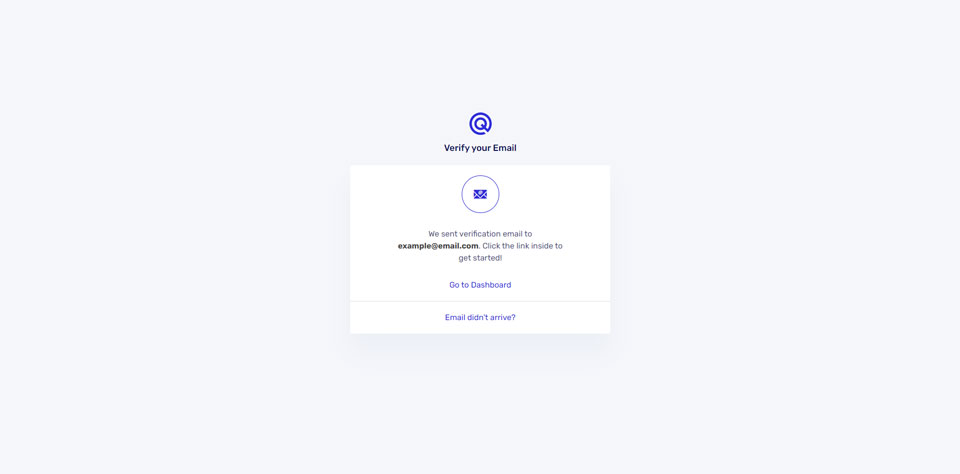 Verify your Email
We sent verification email to
example@email.com. Click the link inside to
get started!
Go to Dashboard
Email didn't arrive?